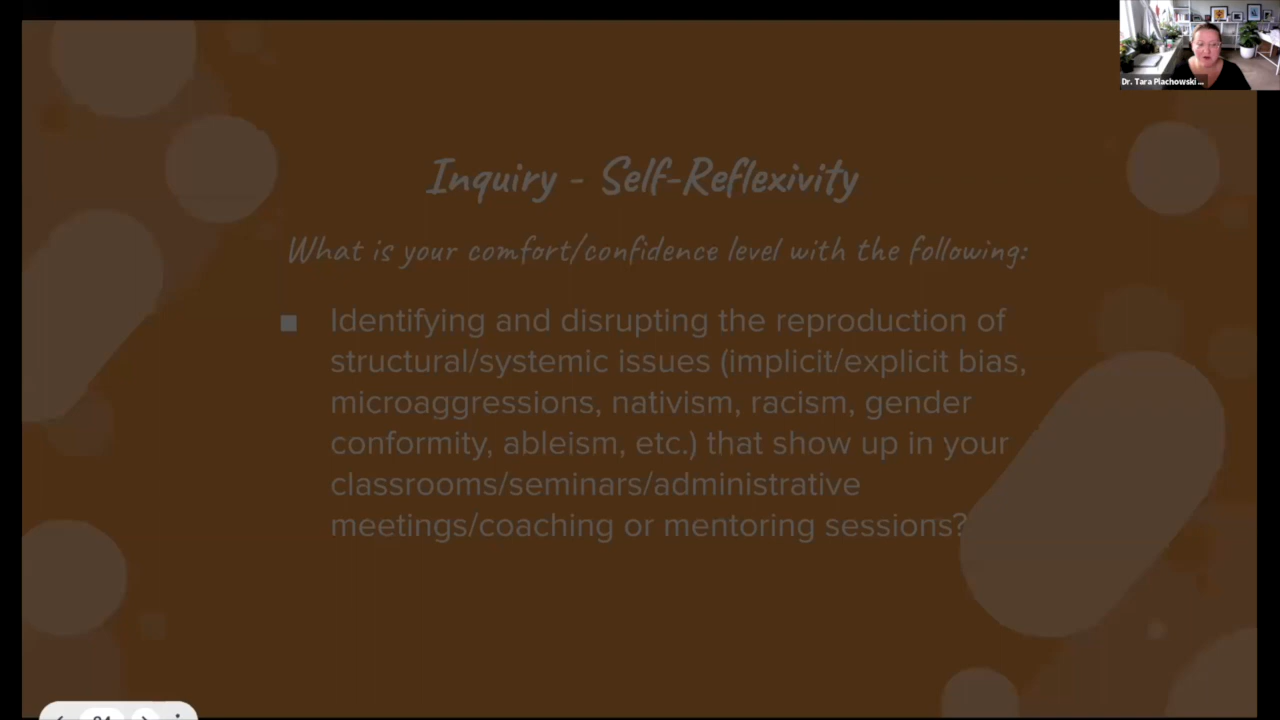 Dr. Tara Plachowski ...
Inquiry - Self-Reflexivity
What is your comfort/confidence level with the following:
■ Identifying and disrupting the reproduction of
structural/systemic issues (implicit/explicit bias,
microaggressions, nativism, racism, gender
conformity, ableism, etc.) that show up in your
classrooms/seminars/administrative
meetings/coaching or mentoring sessions?